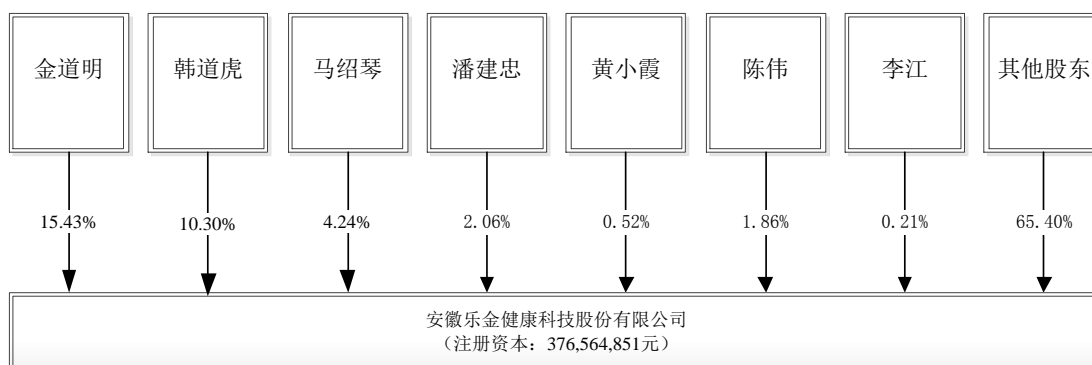 金道明
韩道虎
马绍琴
潘建忠
黄小霞
陈伟
李江
其他股东
15.43%
10.30%
4.24%
2.06%
0.52%
1.86%
0.21%
65.40%
安徽乐金健康科技股份有限公司
（注册资本：376,564,851元）